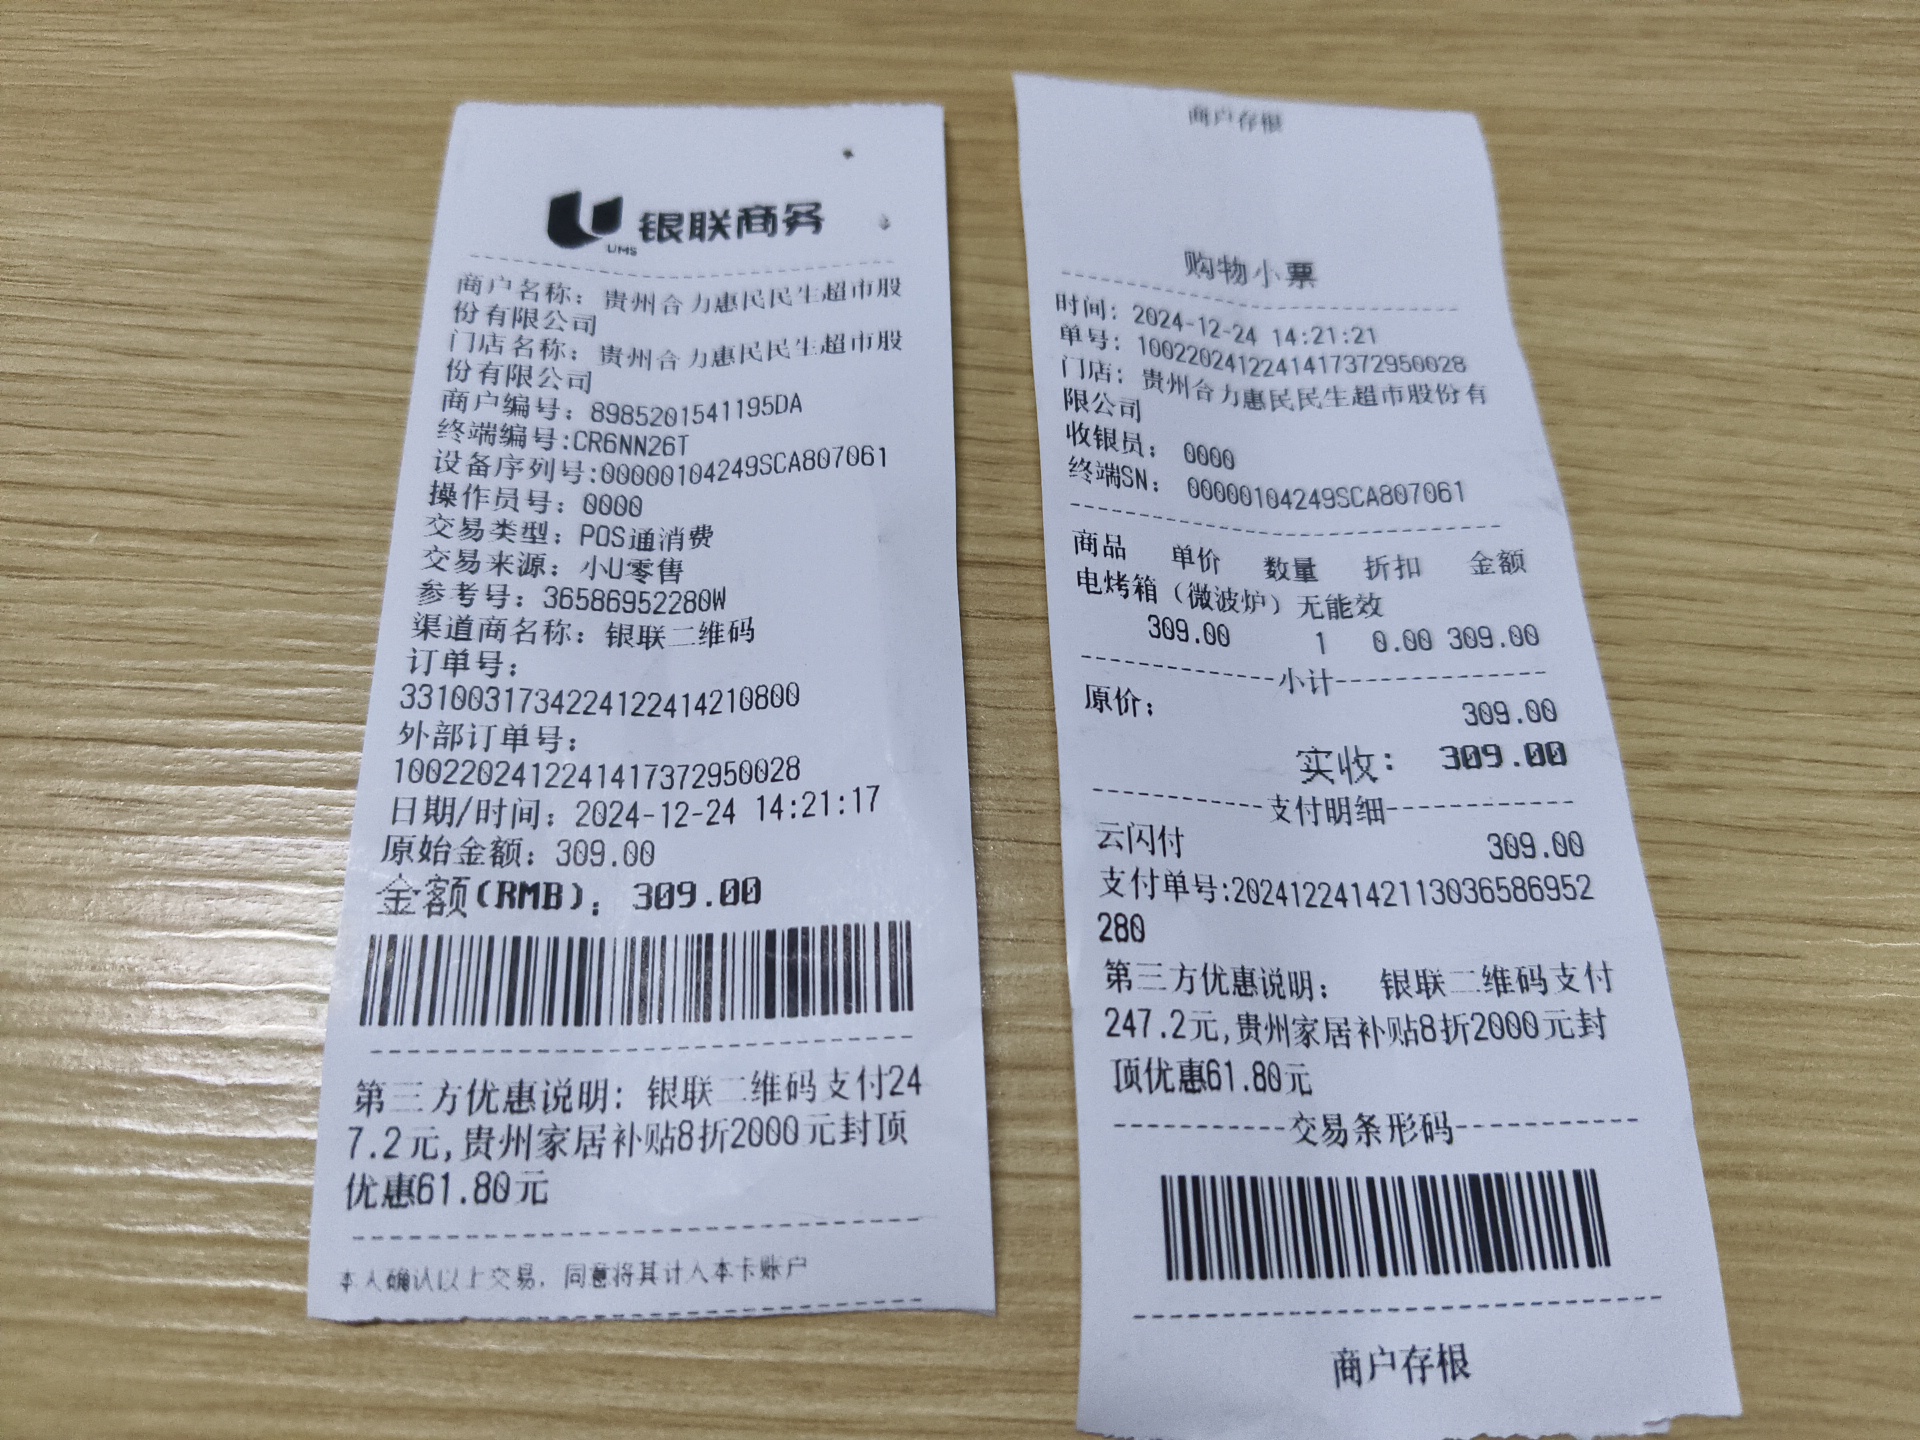 UMS 银联商务
商户名称：贵州合力惠民民生超市股
份有限公司
门店名称：贵州合力惠民民生超市股
份有限公司
商户编号：8985201541195DA
终端编号:CR6NN26T
设备序列号:00000104249SCA807061
操作员号：0000
交易类型：POS通消费
交易来源：小U零售
参考号：36586952280W
渠道商名称：银联二维码
订单号：
3310031734224122414210800
外部订单号：
1002202412241417372950028
日期/时间：2024-12-24 14:21:17
原始金额：309.00
金额(RMB)：309.00
第三方优惠说明：银联二维码支付24
7.2元,贵州家居补贴8折2000元封顶
优惠61.80元
本人确认以上交易，同意将其计入本卡账户
商户存根
购物小票
时间：2024-12-24 14:21:21
单号：1002202412241417372950028
门店：贵州合力惠民民生超市股份有
限公司
收银员：0000
终端SN：00000104249SCA807061
商品 单价 数量 折扣 金额
电烤箱（微波炉）无能效
309.00 1 0.00 309.00
小计
原价： 309.00
实收：309.00
支付明细
云闪付 309.00
支付单号:20241224142113036586952
280
第三方优惠说明： 银联二维码支付
247.2元,贵州家居补贴8折2000元封
顶优惠61.80元
交易条形码
商户存根